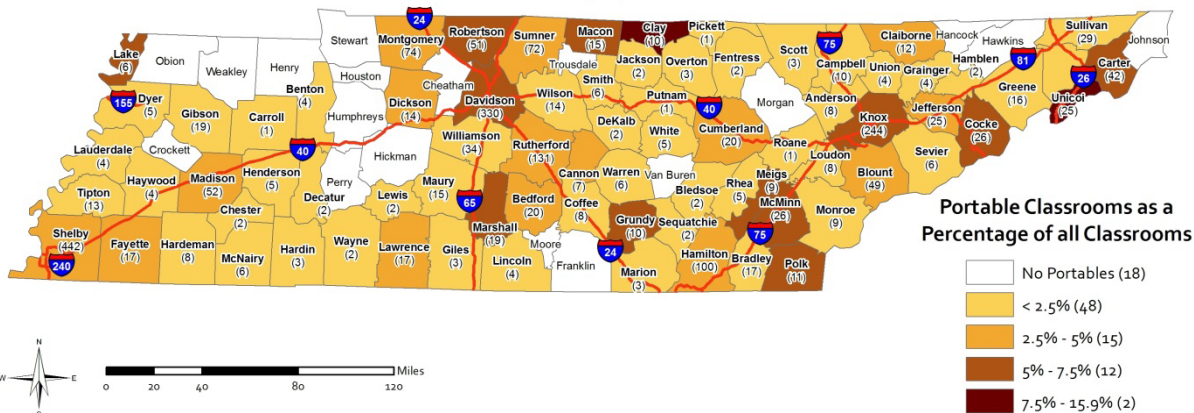 24
Stewart
Montgomery
(74)
Robertson
(51)
Sumner
(72)
Macon
(15)
Clay
(10)
Pickett
(1)
Lake
(6)
Obion
Weakley
Henry
Houston
Cheatham
Trousdale
Jackson
(2)
Overton
(3)
Fentress
(2)
Scott
(3)
75
Campbell
(10)
Claiborne
(12)
Hancock
Hawkins
Sullivan
(29)
Johnson
155
Dyer
(5)
Gibson
(19)
Carroll
(1)
Benton
(4)
Humphreys
Dickson
(14)
Davidson
(330)
Wilson
(14)
Smith
(6)
Putnam
(1)
40
Morgan
Anderson
(8)
Union
(4)
Grainger
(4)
Hamblen
(2)
81
Greene
(16)
26
Carter
(42)
Unicoi
(25)
Lauderdale
(4)
Crockett
Haywood
(4)
Madison
(52)
Henderson
(5)
40
Decatur
(2)
Perry
Hickman
Williamson
(34)
Rutherford
(131)
Cannon
(7)
DeKalb
(2)
White
(5)
Cumberland
(20)
Roane
(1)
Knox
(244)
Jefferson
(25)
Cocke
(26)
Tipton
(13)
Chester
(2)
Lewis
(2)
Maury
(15)
65
Bedford
(20)
Coffee
(8)
Warren
(6)
Van Buren
Bledsoe
(2)
Rhea
(5)
Meigs
(9)
Loudon
(8)
Blount
(49)
Sevier
(6)
Shelby
(442)
240
Fayette
(17)
Hardeman
(8)
McNairy
(6)
Hardin
(3)
Wayne
(2)
Lawrence
(17)
Giles
(3)
Marshall
(19)
Lincoln
(4)
Moore
Franklin
24
Grundy
(10)
Marion
(3)
Sequatchie
(2)
Hamilton
(100)
75
Bradley
(17)
McMinn
(26)
Polk
(11)
Monroe
(9)
Portable Classrooms as a
Percentage of all Classrooms
No Portables (18)
< 2.5% (48)
2.5% - 5% (15)
5% - 7.5% (12)
7.5% - 15.9% (2)
N
W
E
S
Miles
0 20 40 80 120